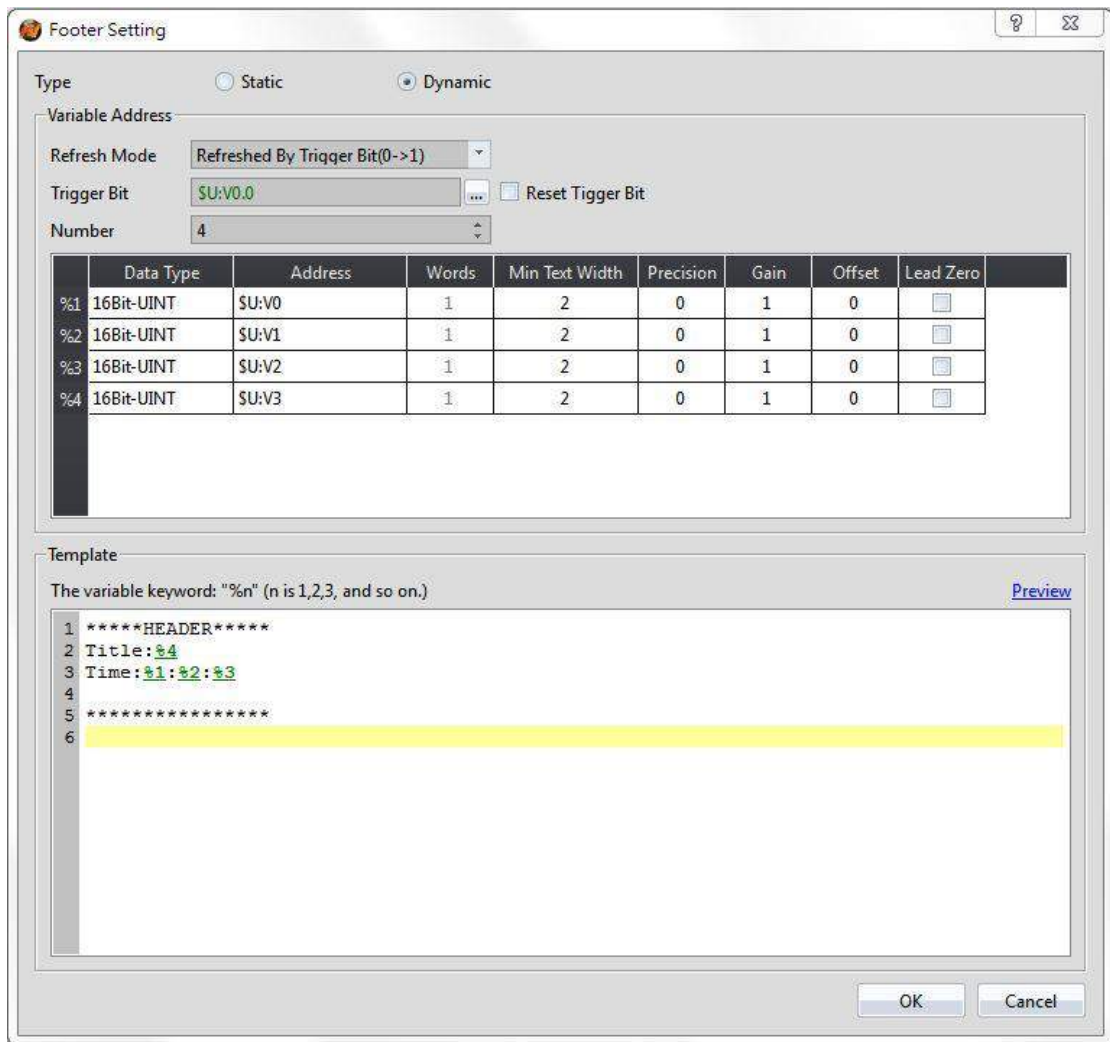 Footer Setting
Type Static Dynamic
Variable Address
Refresh Mode Refreshed By Trigger Bit(0->1)
Trigger Bit $U:V0.0 ... Reset Tigger Bit
Number 4
Data Type Address Words Min Text Width Precision Gain Offset Lead Zero
%1 16Bit-UINT $U:V0 1 2 0 1 0
%2 16Bit-UINT $U:V1 1 2 0 1 0
%3 16Bit-UINT $U:V2 1 2 0 1 0
%4 16Bit-UINT $U:V3 1 2 0 1 0
Template
The variable keyword: "%n" (n is 1,2,3, and so on.) Preview
1 *****HEADER*****
2 Title:%4
3 Time:%1:%2:%3
4
5 ****************
6
OK Cancel